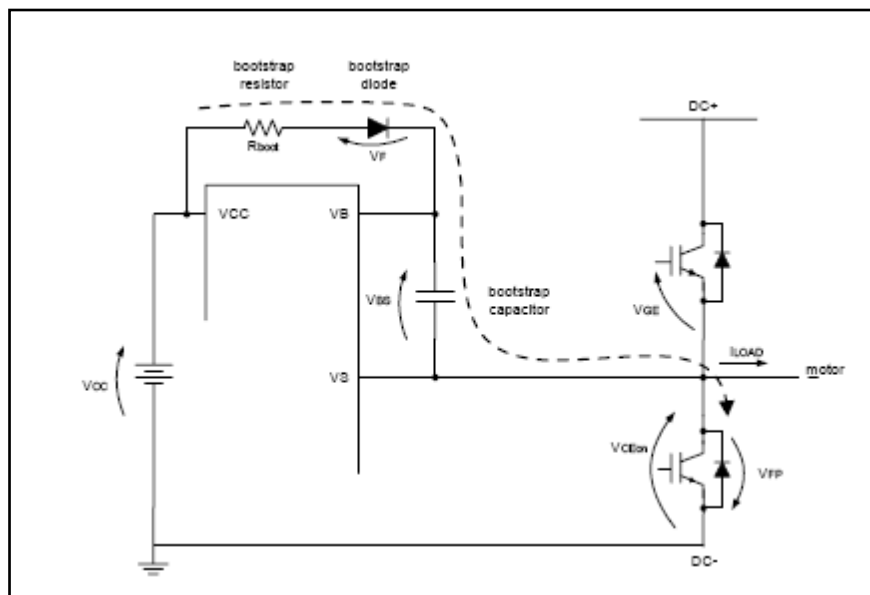 bootstrap
resistor
bootstrap
diode
DC+
Rboot
VF
VCC
VB
VBS
bootstrap
capacitor
VGE
ILOAD
motor
VCC
VS
VCEon
VFP
DC-